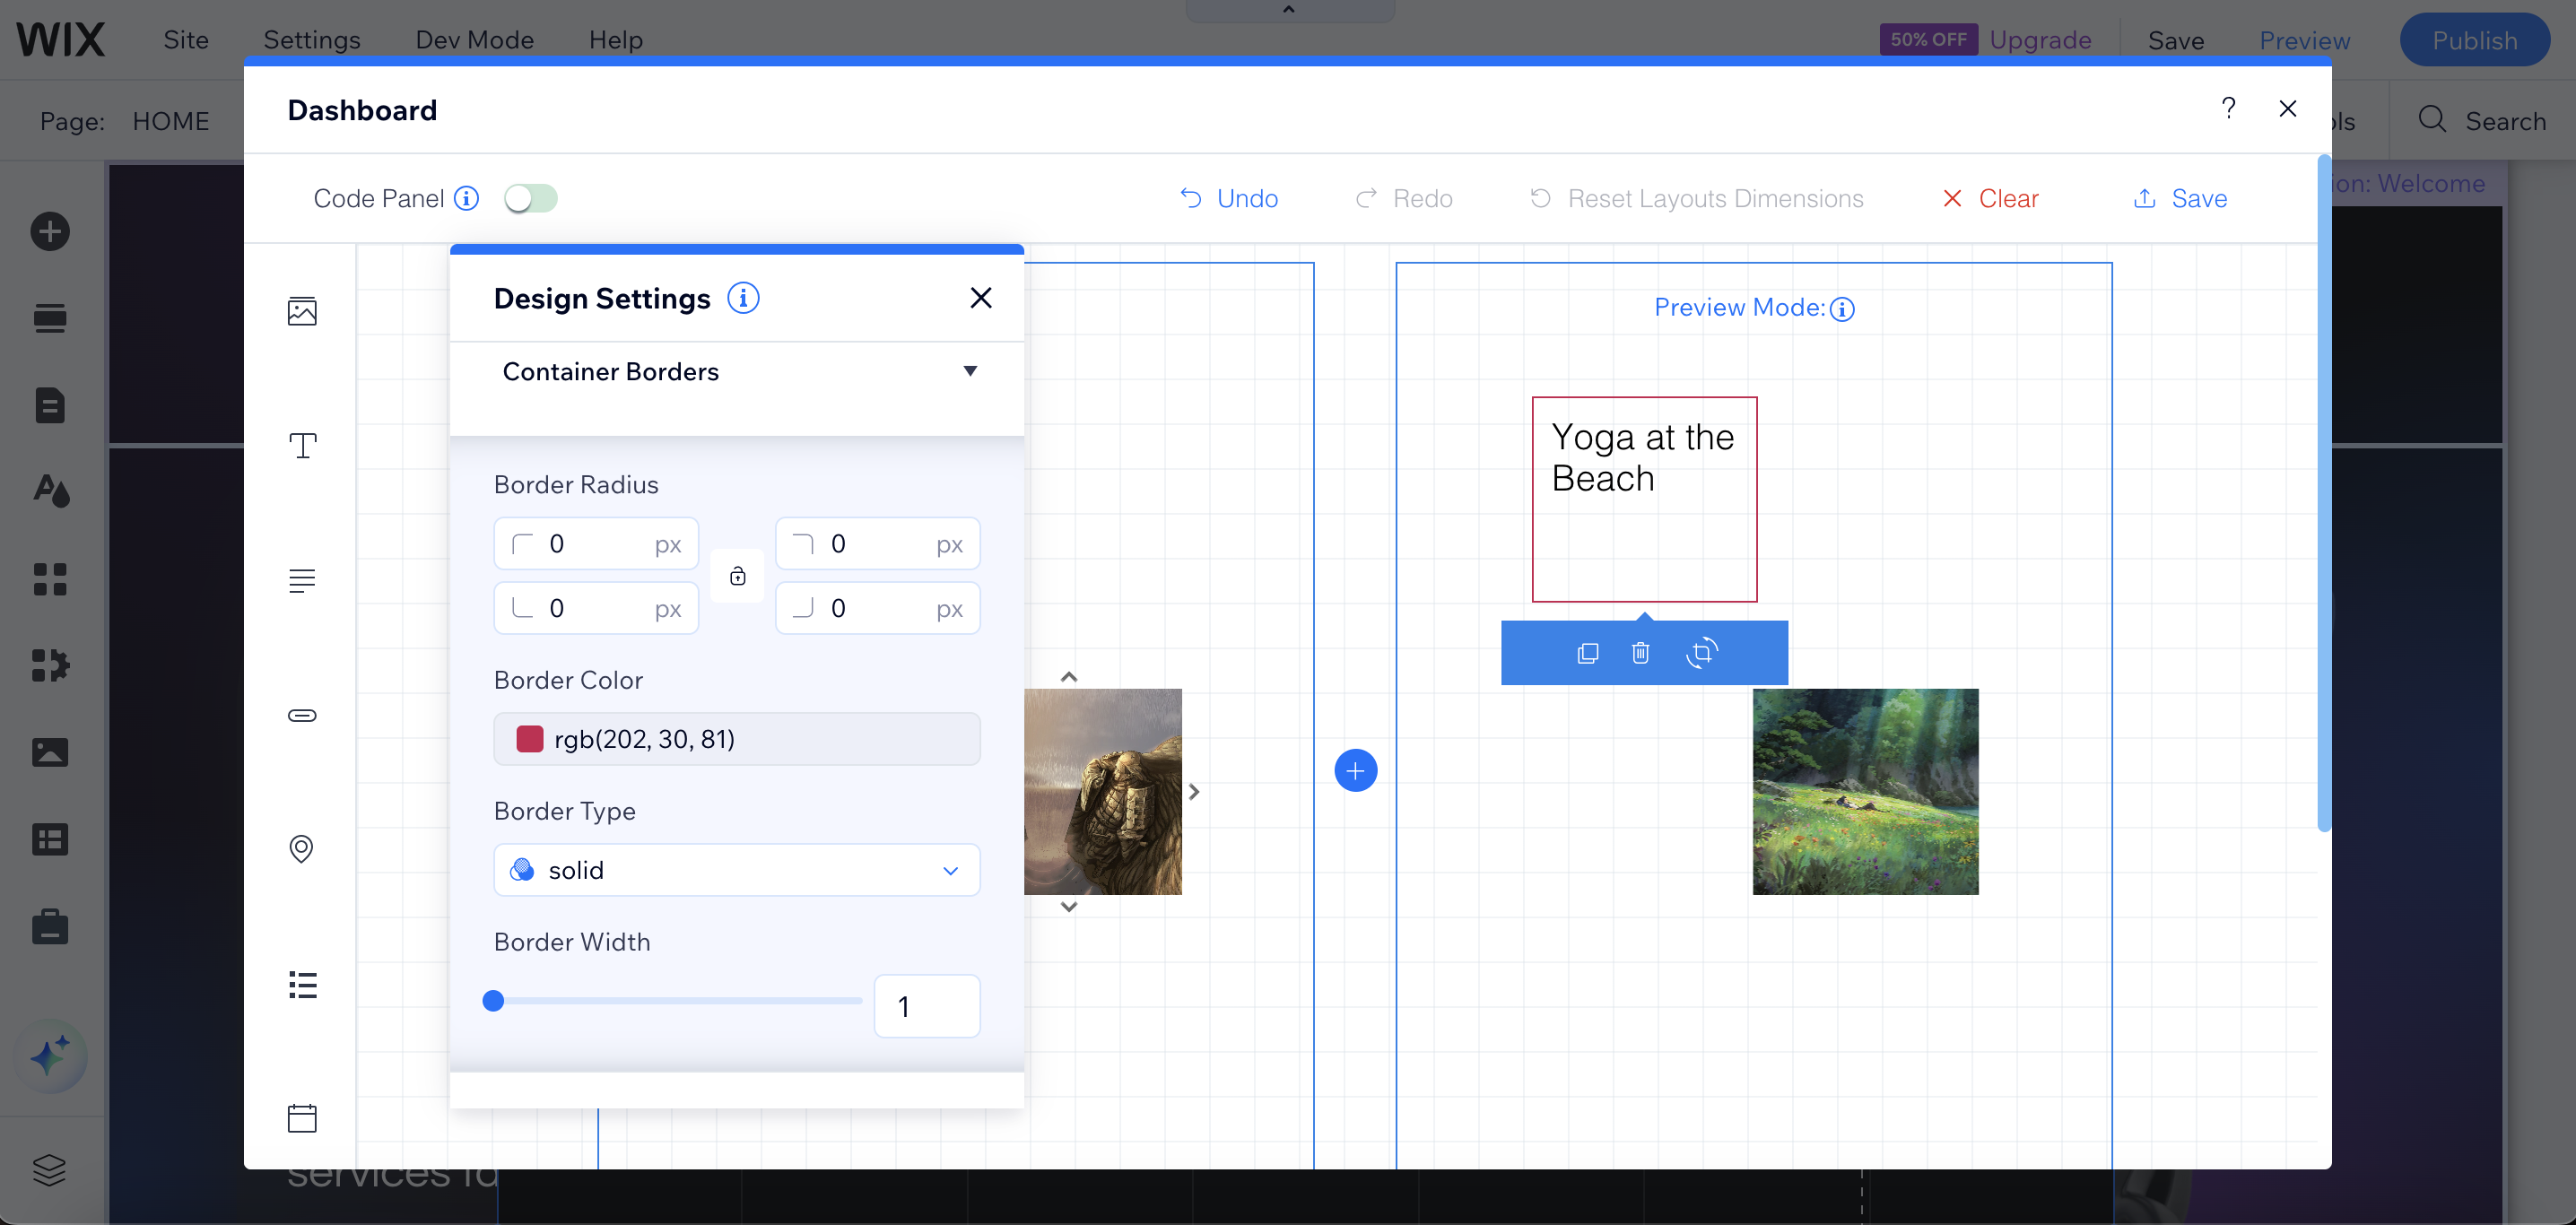 WIX Site Settings Dev Mode Help 50% OFF Upgrade Save Preview Publish
Page: HOME
Dashboard
?
Search
Code Panel
Undo Redo Reset Layouts Dimensions Clear Save
ion: Welcome
Design Settings
Container Borders
Border Radius
0 px 0 px
0 px 0 px
Border Color
rgb(202, 30, 81)
Border Type
solid
Border Width
1
Preview Mode:
Yoga at the
Beach
services